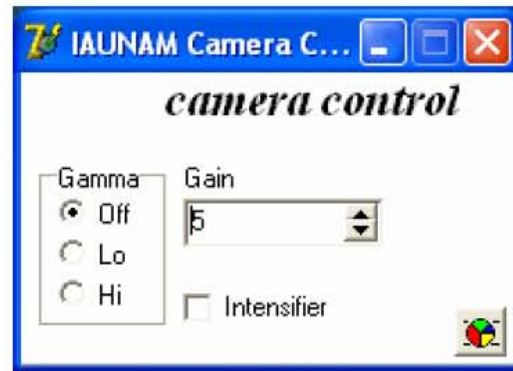 IAUNAM Camera C...
camera control
Gamma
Off
Lo
Hi
Gain
5
Intensifier